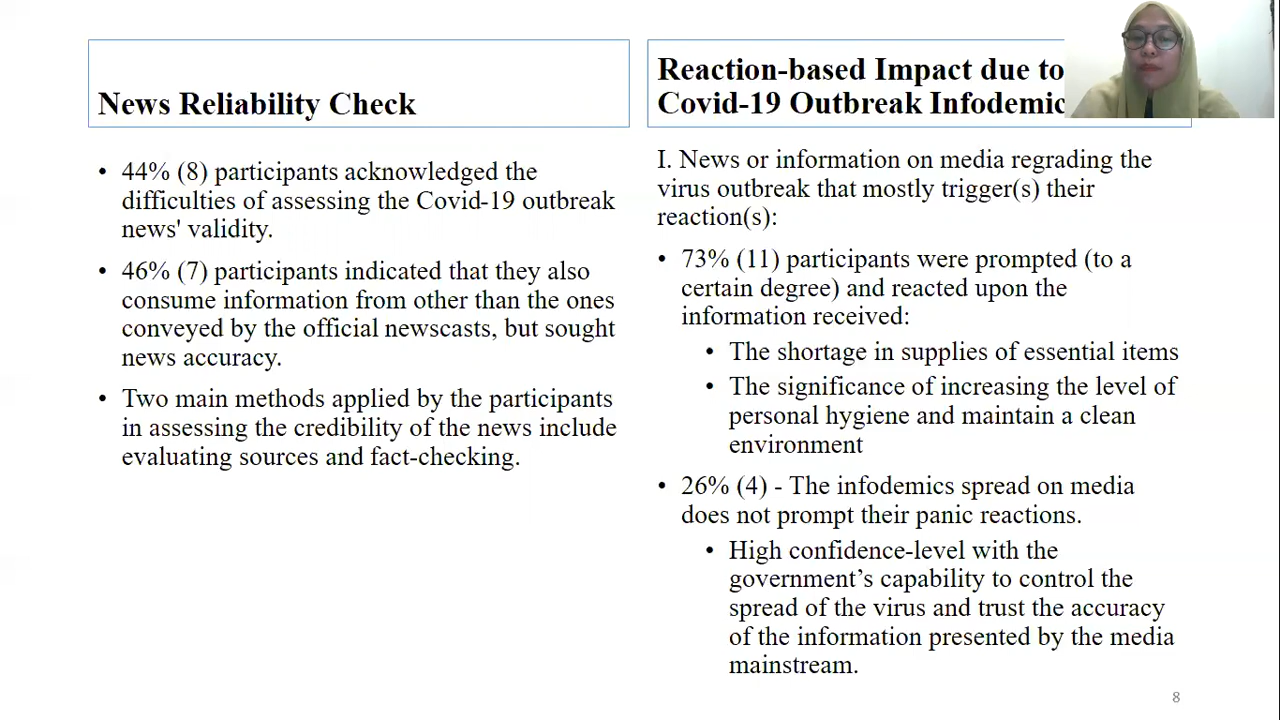 News Reliability Check
• 44% (8) participants acknowledged the
difficulties of assessing the Covid-19 outbreak
news' validity.
• 46% (7) participants indicated that they also
consume information from other than the ones
conveyed by the official newscasts, but sought
news accuracy.
• Two main methods applied by the participants
in assessing the credibility of the news include
evaluating sources and fact-checking.
Reaction-based Impact due to
Covid-19 Outbreak Infodemic
I. News or information on media regrading the
virus outbreak that mostly trigger(s) their
reaction(s):
• 73% (11) participants were prompted (to a
certain degree) and reacted upon the
information received:
• The shortage in supplies of essential items
• The significance of increasing the level of
personal hygiene and maintain a clean
environment
• 26% (4) - The infodemics spread on media
does not prompt their panic reactions.
• High confidence-level with the
government’s capability to control the
spread of the virus and trust the accuracy
of the information presented by the media
mainstream.
8